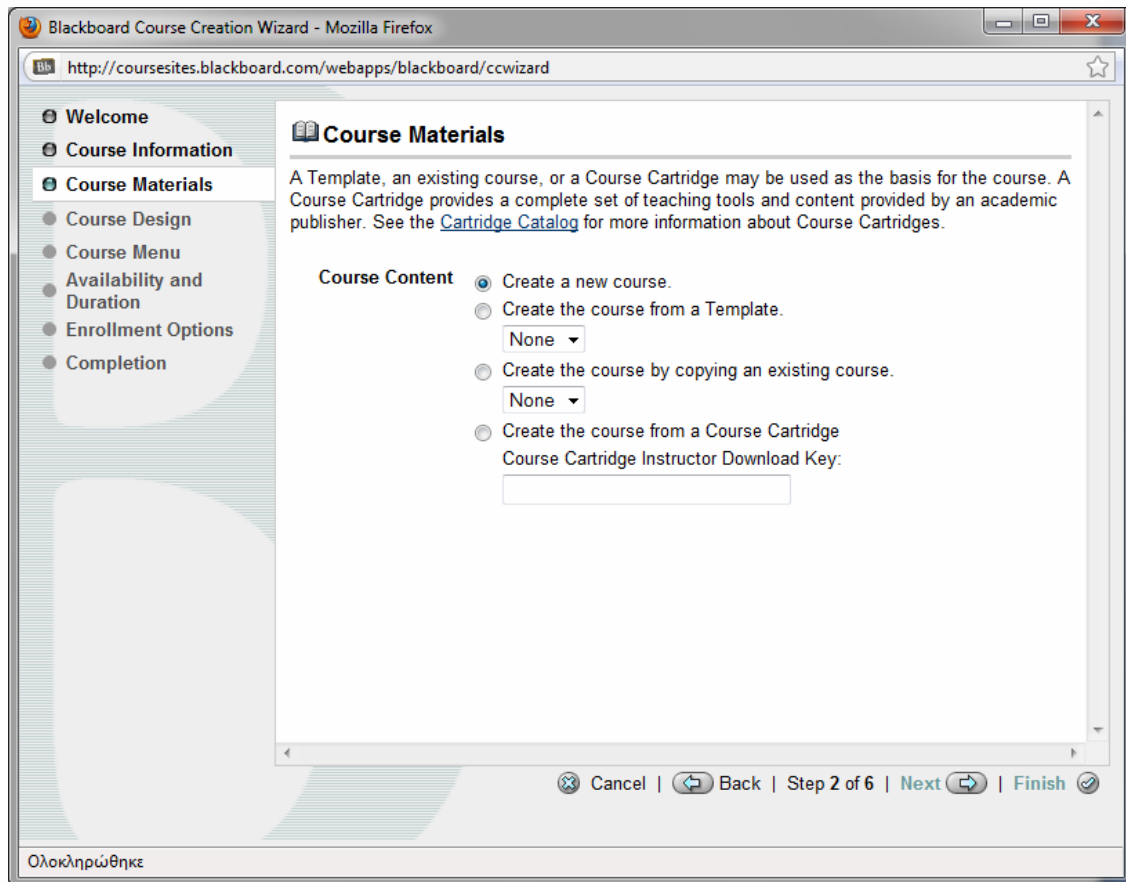 Blackboard Course Creation Wizard - Mozilla Firefox
Bb http://coursesites.blackboard.com/webapps/blackboard/ccwizard
Welcome
Course Information
Course Materials
Course Design
Course Menu
Availability and
Duration
Enrollment Options
Completion
Course Materials
A Template, an existing course, or a Course Cartridge may be used as the basis for the course. A
Course Cartridge provides a complete set of teaching tools and content provided by an academic
publisher. See the Cartridge Catalog for more information about Course Cartridges.
Course Content
Create a new course.
Create the course from a Template.
None
Create the course by copying an existing course.
None
Create the course from a Course Cartridge
Course Cartridge Instructor Download Key:
Cancel | Back | Step 2 of 6 | Next | Finish
Ολοκληρώθηκε